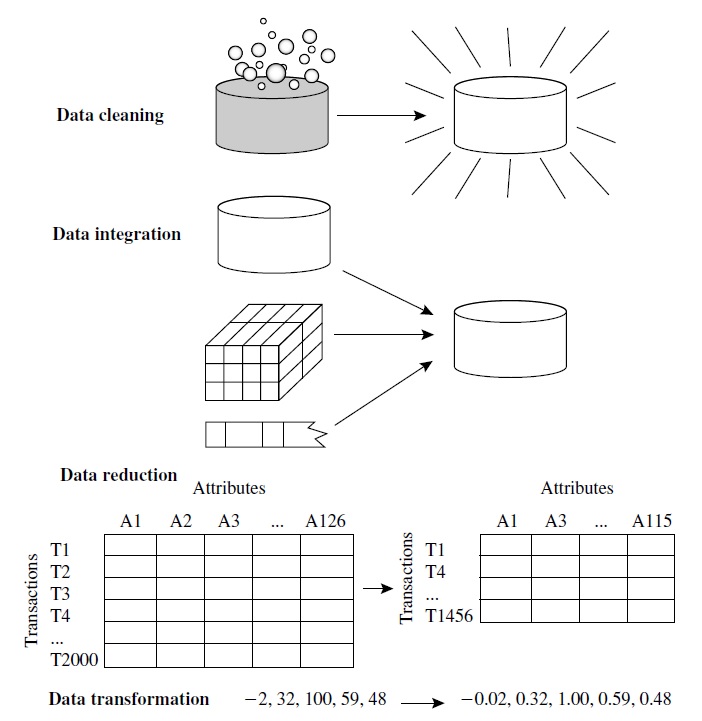 Data cleaning
Data integration
Data reduction
Attributes
A1 A2 A3 ... A126
Transactions
T1
T2
T3
T4
...
T2000
Attributes
A1 A3 ... A115
Transactions
T1
T4
...
T1456
Data transformation −2, 32, 100, 59, 48 −0.02, 0.32, 1.00, 0.59, 0.48